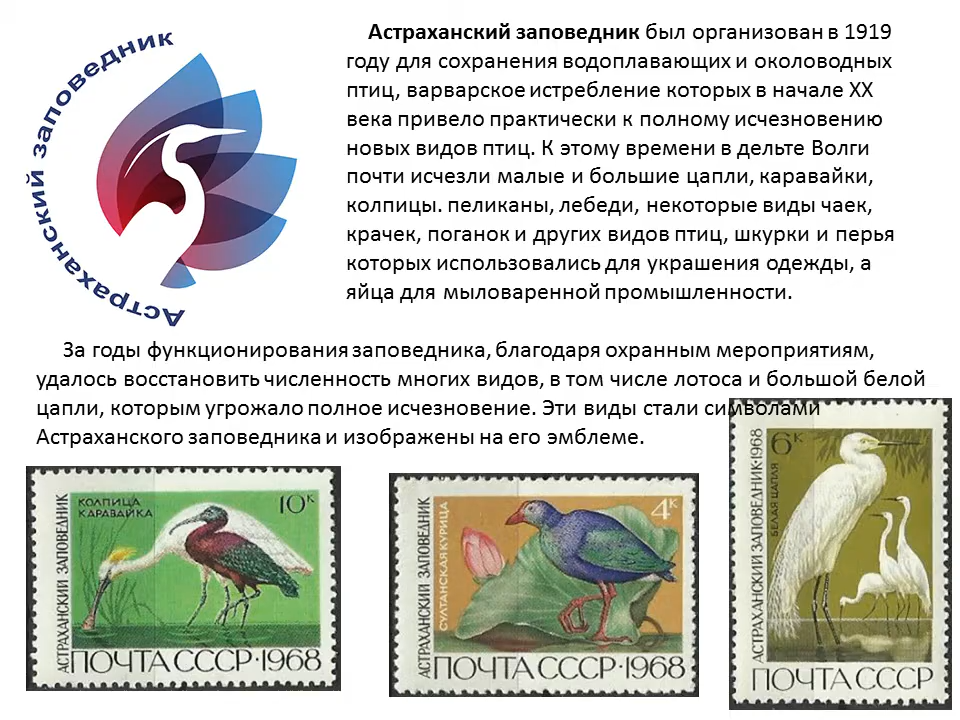 Астраханский заповедник
Астраханский заповедник был организован в 1919
году для сохранения водоплавающих и околоводных
птиц, варварское истребление которых в начале XX
века привело практически к полному исчезновению
новых видов птиц. К этому времени в дельте Волги
почти исчезли малые и большие цапли, каравайки,
колпицы. пеликаны, лебеди, некоторые виды чаек,
крачек, поганок и других видов птиц, шкурки и перья
которых использовались для украшения одежды, а
яйца для мыловаренной промышленности.
За годы функционирования заповедника, благодаря охранным мероприятиям,
удалось восстановить численность многих видов, в том числе лотоса и большой белой
цапли, которым угрожало полное исчезновение. Эти виды стали символами
Астраханского заповедника и изображены на его эмблеме.
АСТРАХАНСКИЙ ЗАПОВЕДНИК
КОЛПИЦА
КАРАВАЙКА
10К
ПОЧТА СССР·1968
АСТРАХАНСКИЙ ЗАПОВЕДНИК
СУЛТАНСКАЯ КУРИЦА
4К
ПОЧТА СССР·1968
АСТРАХАНСКИЙ ЗАПОВЕДНИК·1968
БЕЛАЯ ЦАПЛЯ
6К
ПОЧТА СССР